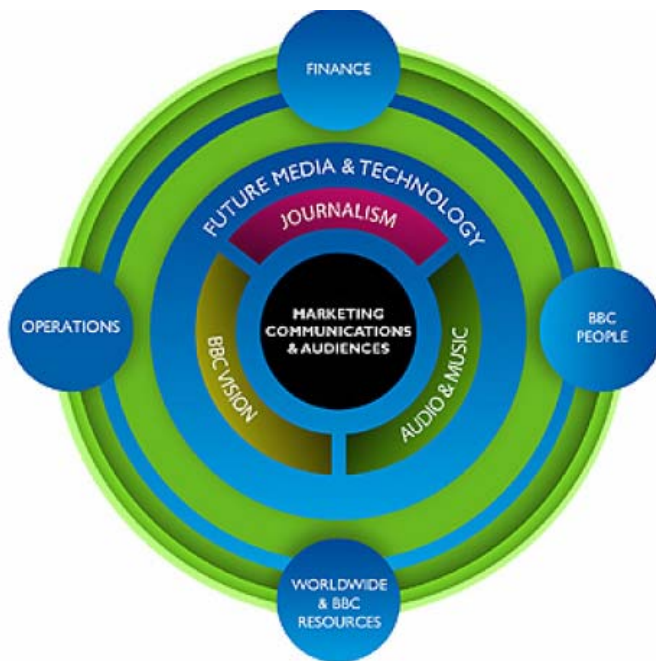 FINANCE
FUTURE MEDIA & TECHNOLOGY
JOURNALISM
OPERATIONS
MARKETING
COMMUNICATIONS
& AUDIENCES
BBC
PEOPLE
BBC VISION
AUDIO & MUSIC
WORLDWIDE
& BBC
RESOURCES